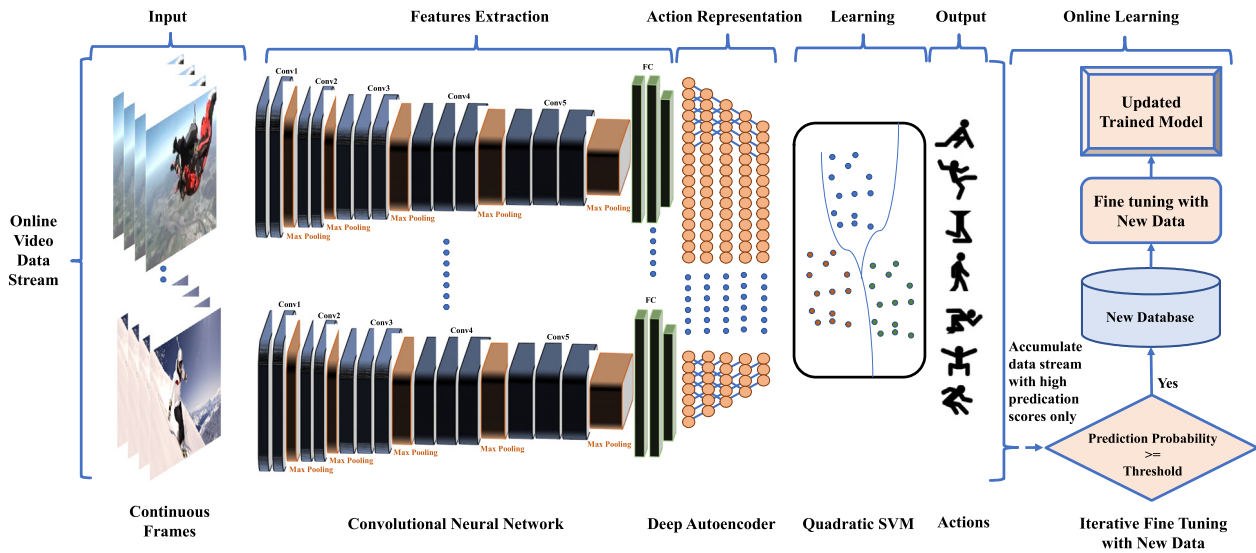 Input
Features Extraction
Action Representation
Learning
Output
Online Learning
Online
Video
Data
Stream
Conv1
Conv2
Conv3
Conv4
Conv5
FC
Max Pooling
Max Pooling
Max Pooling
Max Pooling
Max Pooling
Conv1
Conv2
Conv3
Conv4
Conv5
FC
Max Pooling
Max Pooling
Max Pooling
Max Pooling
Max Pooling
Updated
Trained Model
Fine tuning with
New Data
New Database
Accumulate
data stream
with high
predication
scores only
Yes
Prediction Probability
>=
Threshold
Continuous
Frames
Convolutional Neural Network
Deep Autoencoder
Quadratic SVM
Actions
Iterative Fine Tuning
with New Data